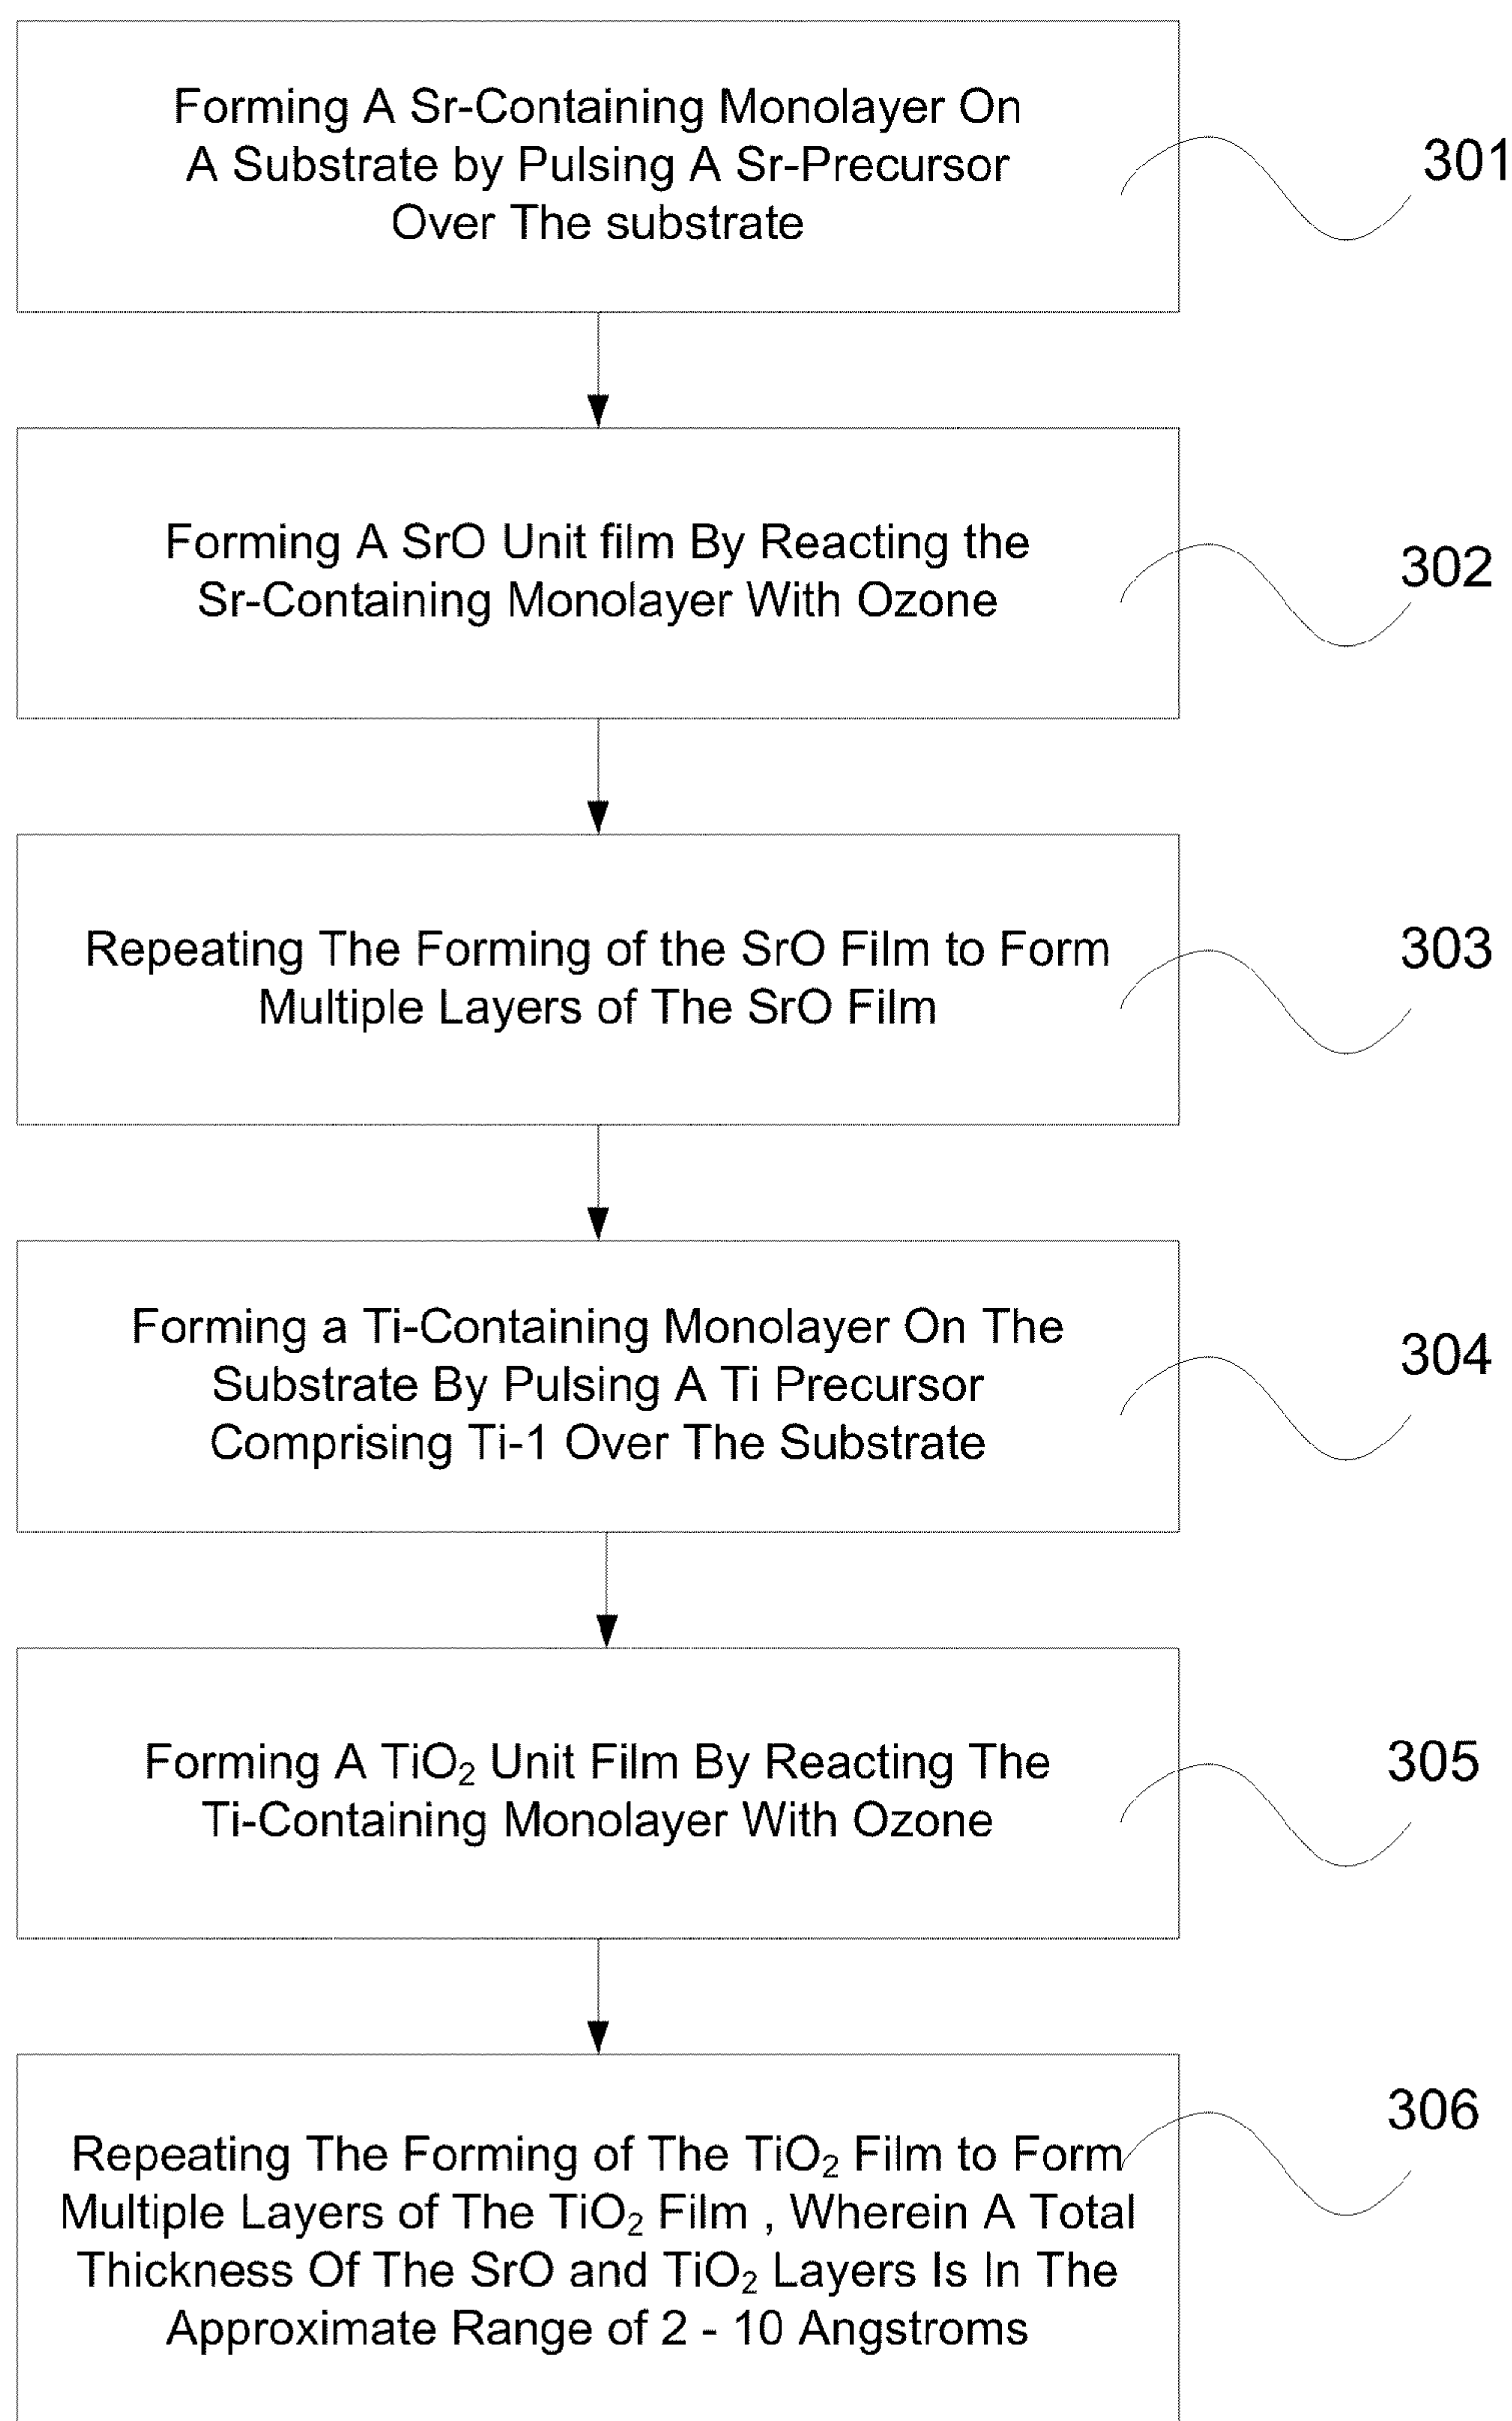 Forming A Sr-Containing Monolayer On
A Substrate by Pulsing A Sr-Precursor
Over The substrate
301
Forming A SrO Unit film By Reacting the
Sr-Containing Monolayer With Ozone
302
Repeating The Forming of the SrO Film to Form
Multiple Layers of The SrO Film
303
Forming a Ti-Containing Monolayer On The
Substrate By Pulsing A Ti Precursor
Comprising Ti-1 Over The Substrate
304
Forming A TiO₂ Unit Film By Reacting The
Ti-Containing Monolayer With Ozone
305
Repeating The Forming of The TiO₂ Film to Form
Multiple Layers of The TiO₂ Film , Wherein A Total
Thickness Of The SrO and TiO₂ Layers Is In The
Approximate Range of 2 - 10 Angstroms
306